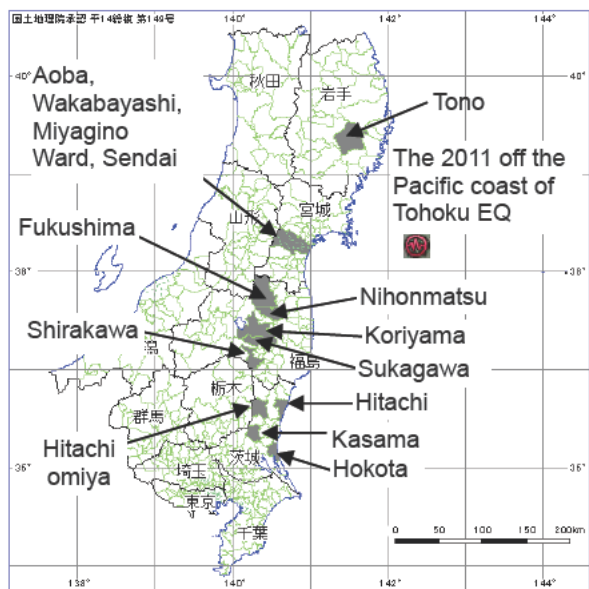 国土地理院承認 平14総複 第149号
140°
142°
144°
40°
秋田
岩手
Aoba,
Wakabayashi,
Miyagino
Ward, Sendai
Tono
The 2011 off the
Pacific coast of
Tohoku EQ
山形
宮城
Fukushima
38°
38°
Nihonmatsu
Shirakawa
Koriyama
潟
福島
Sukagawa
栃木
群馬
Hitachi
Hitachi
omiya
Kasama
茨城
Hokota
36°
36°
埼玉
東京
千葉
0 50 100 150 200km
138°
140°
142°
144°